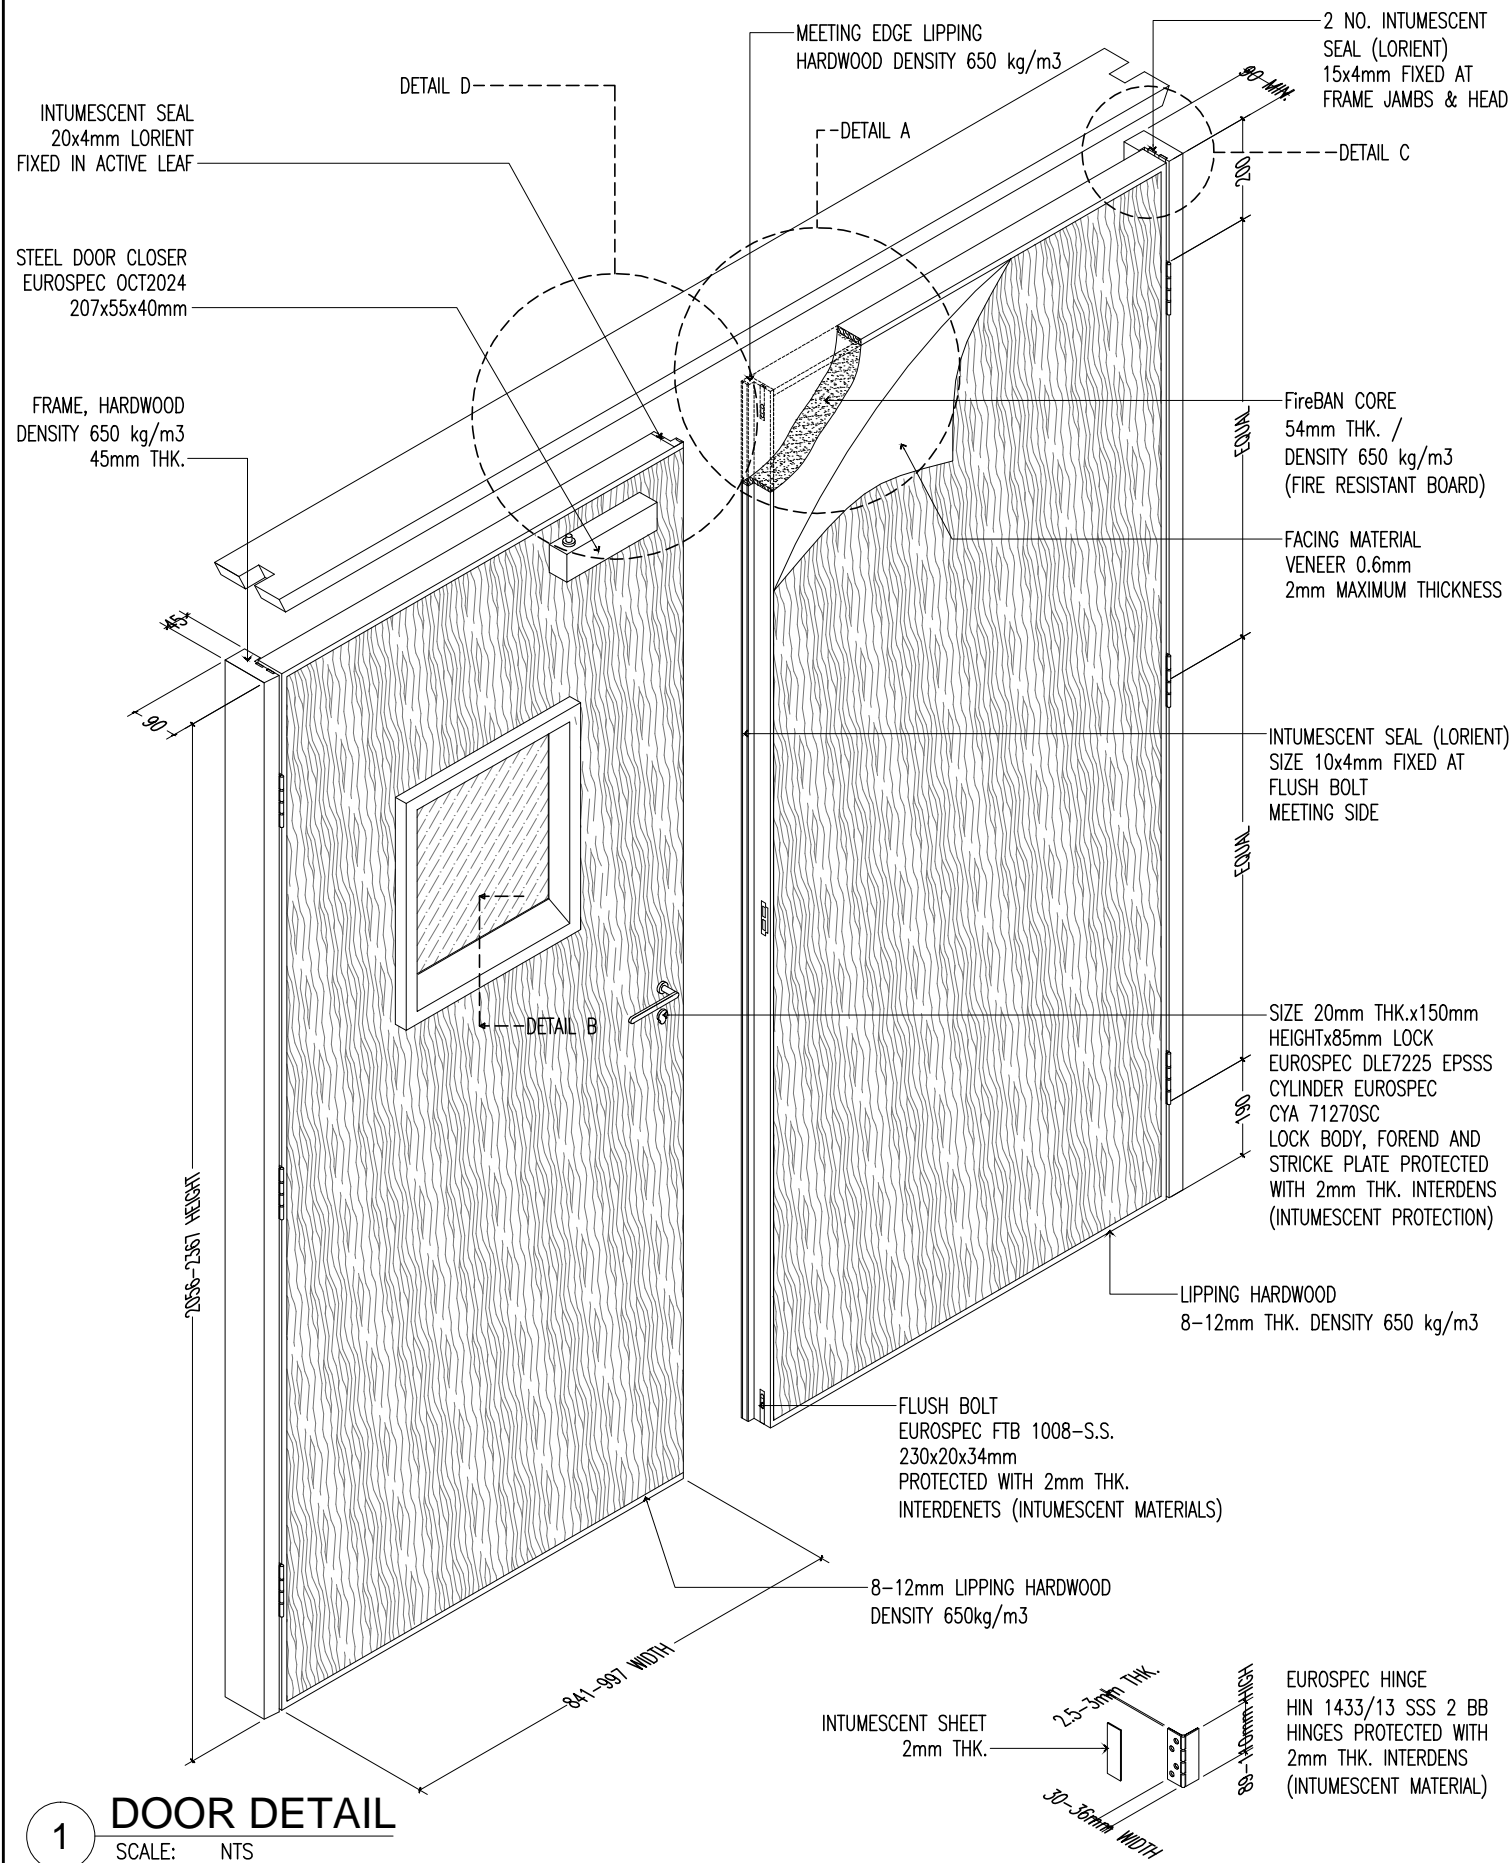 MEETING EDGE LIPPING
HARDWOOD DENSITY 650 kg/m3
2 NO. INTUMESCENT
SEAL (LORIENT)
15x4mm FIXED AT
FRAME JAMBS & HEAD
DETAIL D
90 MIN.
INTUMESCENT SEAL
20x4mm LORIENT
FIXED IN ACTIVE LEAF
DETAIL A
DETAIL C
200
STEEL DOOR CLOSER
EUROSPEC OCT2024
207x55x40mm
FRAME, HARDWOOD
DENSITY 650 kg/m3
45mm THK.
EQUAL
FireBAN CORE
54mm THK. /
DENSITY 650 kg/m3
(FIRE RESISTANT BOARD)
FACING MATERIAL
VENEER 0.6mm
2mm MAXIMUM THICKNESS
45
90
INTUMESCENT SEAL (LORIENT)
SIZE 10x4mm FIXED AT
FLUSH BOLT
MEETING SIDE
EQUAL
DETAIL B
SIZE 20mm THK.x150mm
HEIGHTx85mm LOCK
EUROSPEC DLE7225 EPSSS
CYLINDER EUROSPEC
CYA 71270SC
LOCK BODY, FOREND AND
STRICKE PLATE PROTECTED
WITH 2mm THK. INTERDENS
(INTUMESCENT PROTECTION)
190
2056-2367 HEIGHT
LIPPING HARDWOOD
8-12mm THK. DENSITY 650 kg/m3
FLUSH BOLT
EUROSPEC FTB 1008-S.S.
230x20x34mm
PROTECTED WITH 2mm THK.
INTERDENETS (INTUMESCENT MATERIALS)
8-12mm LIPPING HARDWOOD
DENSITY 650kg/m3
841-997 WIDTH
INTUMESCENT SHEET
2mm THK.
2.5-3mm THK.
30-36mm WIDTH
HIGH
EUROSPEC HINGE
HIN 1433/13 SSS 2 BB
HINGES PROTECTED WITH
2mm THK. INTERDENS
(INTUMESCENT MATERIAL)
1
DOOR DETAIL
SCALE: NTS